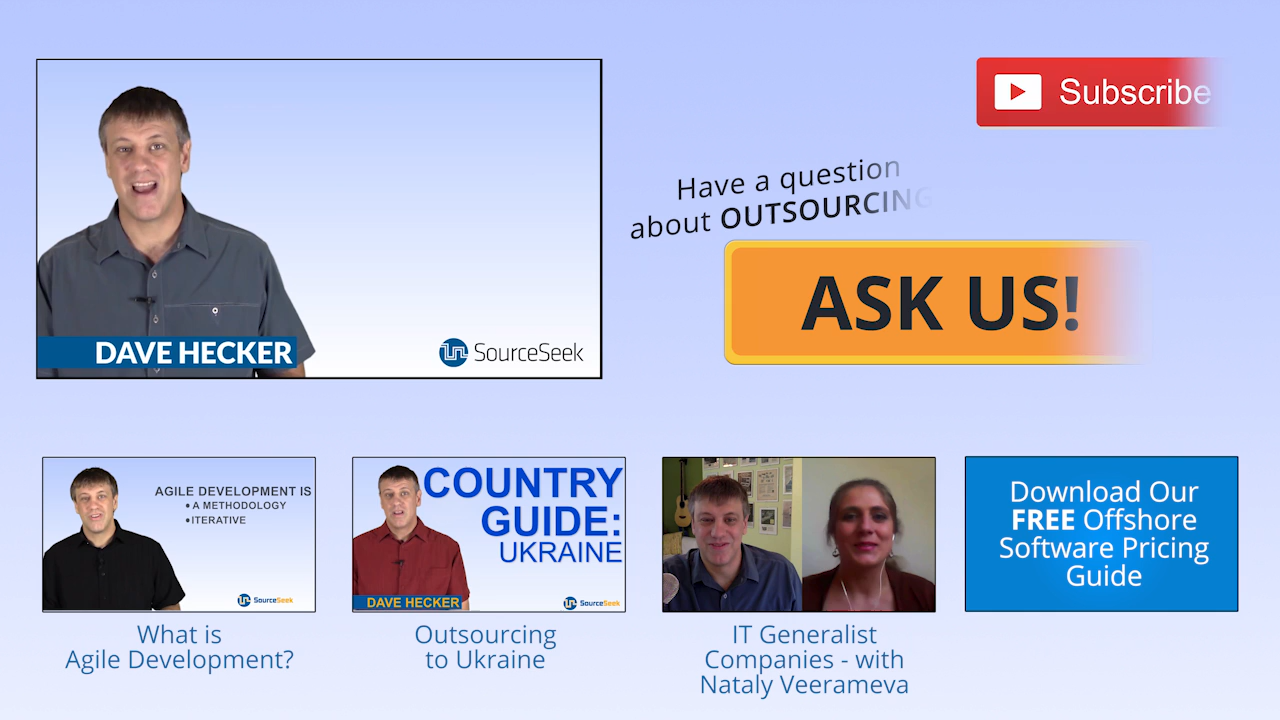 Subscribe
Have a question
about OUTSOURCING
ASK US!
DAVE HECKER
SourceSeek
AGILE DEVELOPMENT IS
• A METHODOLOGY
• ITERATIVE
SourceSeek
What is
Agile Development?
COUNTRY
GUIDE:
UKRAINE
DAVE HECKER
SourceSeek
Outsourcing
to Ukraine
IT Generalist
Companies - with
Nataly Veerameva
Download Our
FREE Offshore
Software Pricing
Guide